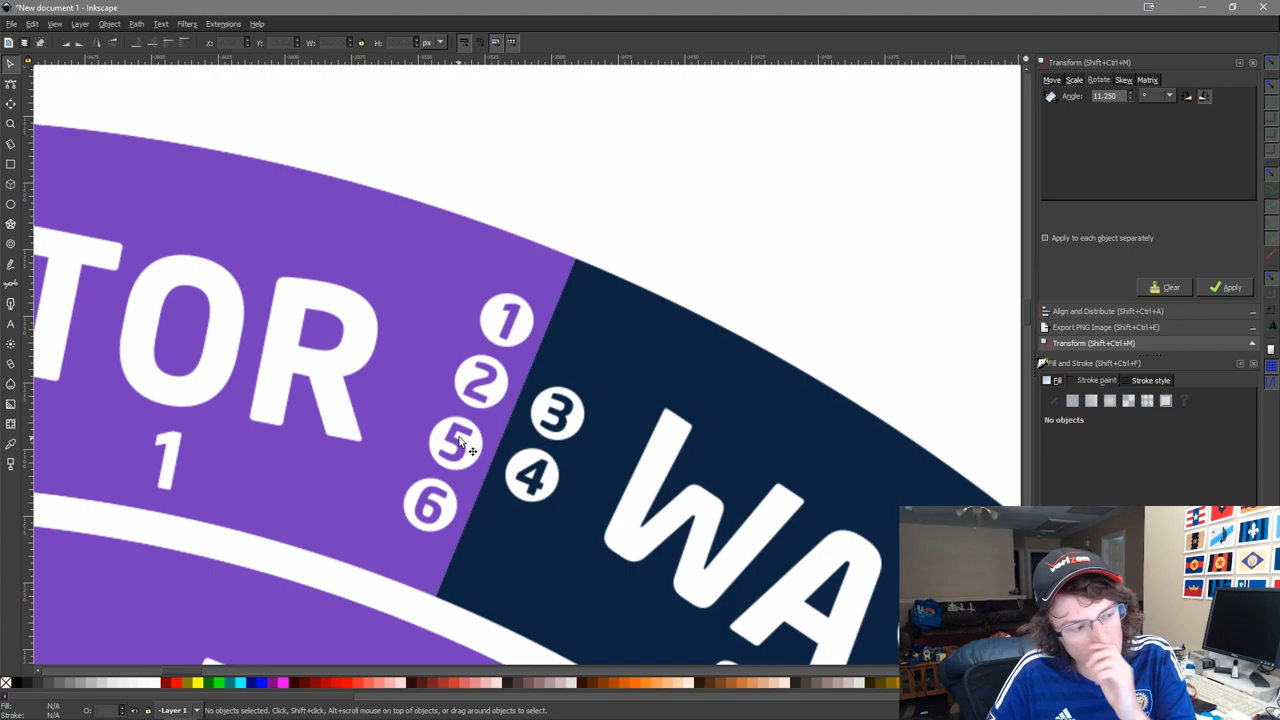 *New document 1 - Inkscape
File Edit View Layer Object Path Text Filters Extensions Help
X: Y: W: H: px
Transform (Shift+Ctrl+M)
Move Scale Rotate Skew Matrix
Angle: 11.250 °
Apply to each object separately
Clear Apply
Align and Distribute (Shift+Ctrl+A)
Export PNG Image (Shift+Ctrl+E)
Transform (Shift+Ctrl+M)
Fill and Stroke (Shift+Ctrl+F)
Fill Stroke paint Stroke style
No objects
TOR
1
1
2
5
6
3
4
WA
verizon
Fill: N/A
Stroke: N/A
O:
Layer 1
No objects selected. Click, Shift+click, Alt+scroll mouse on top of objects, or drag around objects to select.